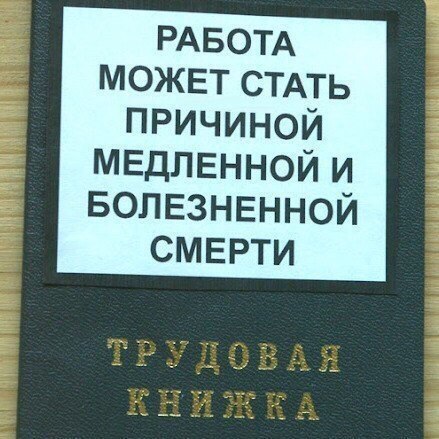 РАБОТА
МОЖЕТ СТАТЬ
ПРИЧИНОЙ
МЕДЛЕННОЙ И
БОЛЕЗНЕННОЙ
СМЕРТИ
ТРУДОВАЯ
КНИЖКА